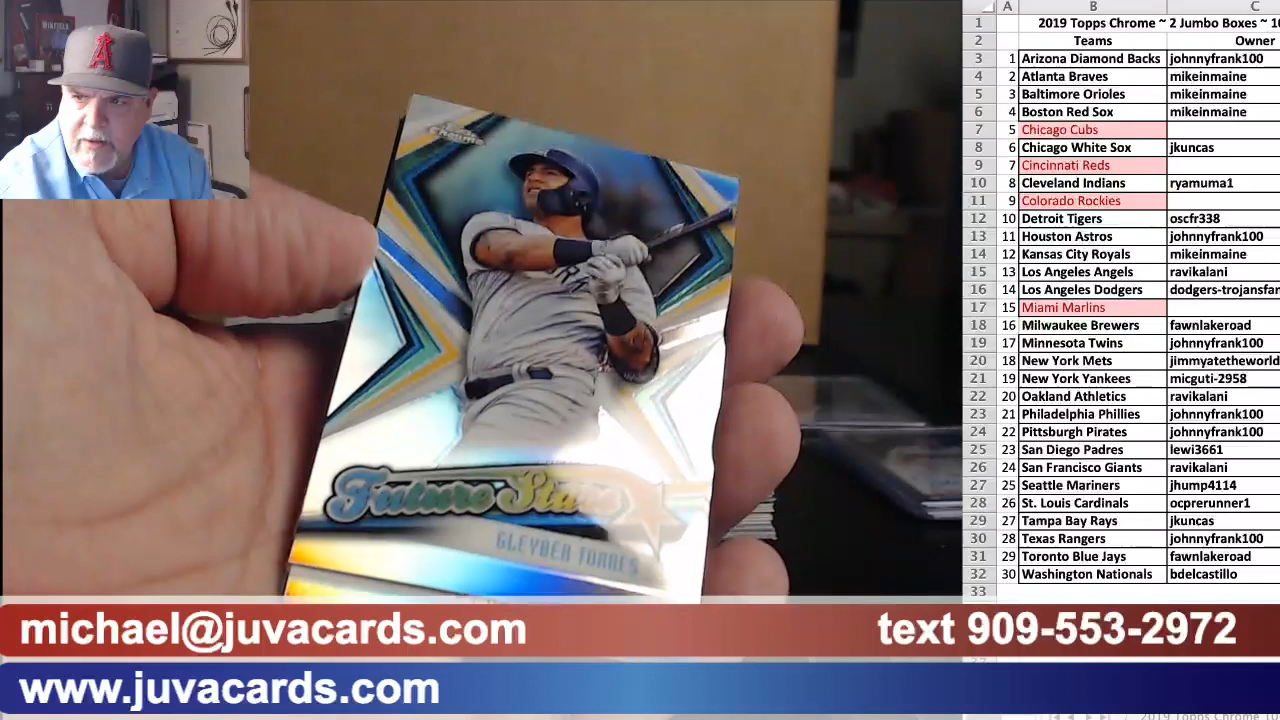 A B C
1 2019 Topps Chrome ~ 2 Jumbo Boxes ~
2 Teams Owner
3 1 Arizona Diamond Backs johnnyfrank100
4 2 Atlanta Braves mikeinmaine
5 3 Baltimore Orioles mikeinmaine
6 4 Boston Red Sox mikeinmaine
7 5 Chicago Cubs
8 6 Chicago White Sox jkuncas
9 7 Cincinnati Reds
10 8 Cleveland Indians ryamuma1
11 9 Colorado Rockies
12 10 Detroit Tigers oscfr338
13 11 Houston Astros johnnyfrank100
14 12 Kansas City Royals mikeinmaine
15 13 Los Angeles Angels ravikalani
16 14 Los Angeles Dodgers dodgers-trojansfan
17 15 Miami Marlins
18 16 Milwaukee Brewers fawnlakeroad
19 17 Minnesota Twins johnnyfrank100
20 18 New York Mets jimmyatetheworld
21 19 New York Yankees micguti-2958
22 20 Oakland Athletics ravikalani
23 21 Philadelphia Phillies johnnyfrank100
24 22 Pittsburgh Pirates johnnyfrank100
25 23 San Diego Padres lewi3661
26 24 San Francisco Giants ravikalani
27 25 Seattle Mariners jhump4114
28 26 St. Louis Cardinals ocprerunner1
29 27 Tampa Bay Rays jkuncas
30 28 Texas Rangers johnnyfrank100
31 29 Toronto Blue Jays fawnlakeroad
32 30 Washington Nationals bdelcastillo
33
Chrome
Future Stars
GLEYBER TORRES
michael@juvacards.com
text 909-553-2972
www.juvacards.com